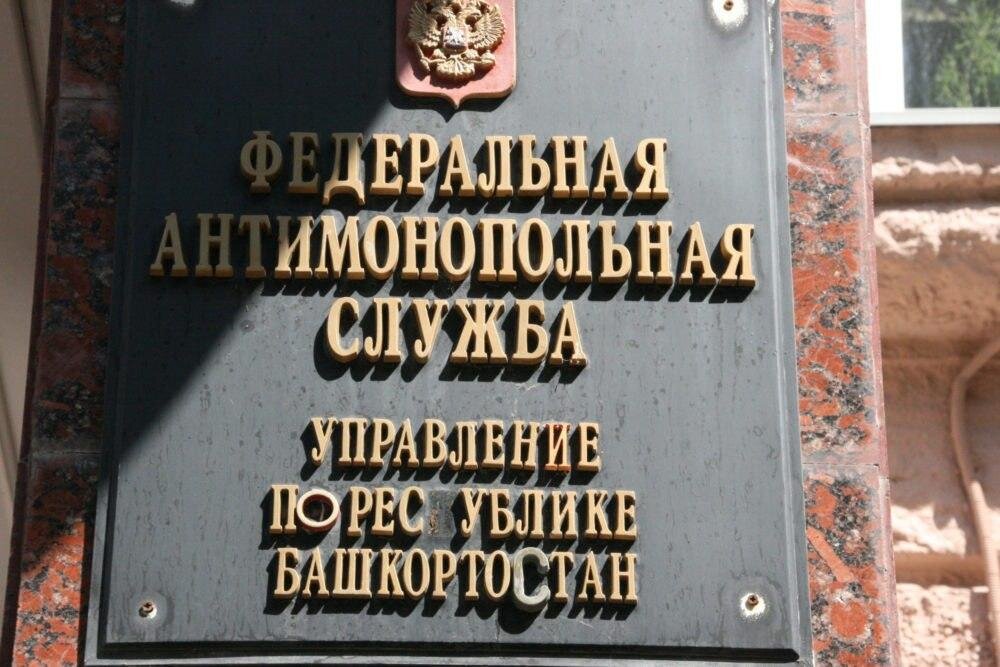 ФЕДЕРАЛЬНАЯ
АНТИМОНОПОЛЬНАЯ
СЛУЖБА
УПРАВЛЕНИЕ
ПО РЕС УБЛИКЕ
БАШКОРТОСТАН